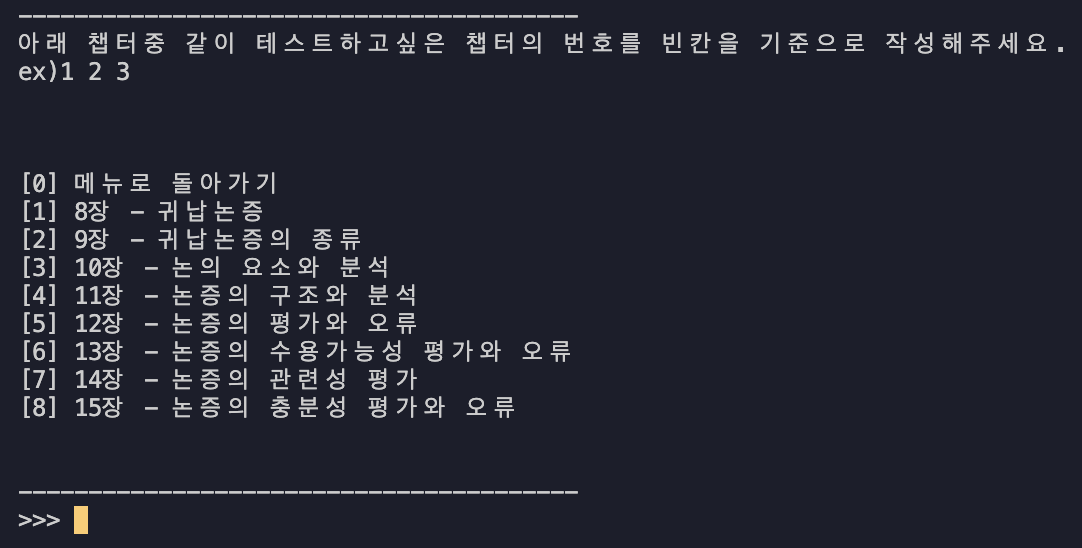 ----------------------------------------
아래 챕터중 같이 테스트하고싶은 챕터의 번호를 빈칸을 기준으로 작성해주세요.
ex)1 2 3
[0] 메뉴로 돌아가기
[1] 8장 - 귀납논증
[2] 9장 - 귀납논증의 종류
[3] 10장 - 논의 요소와 분석
[4] 11장 - 논증의 구조와 분석
[5] 12장 - 논증의 평가와 오류
[6] 13장 - 논증의 수용가능성 평가와 오류
[7] 14장 - 논증의 관련성 평가
[8] 15장 - 논증의 충분성 평가와 오류
----------------------------------------
>>>